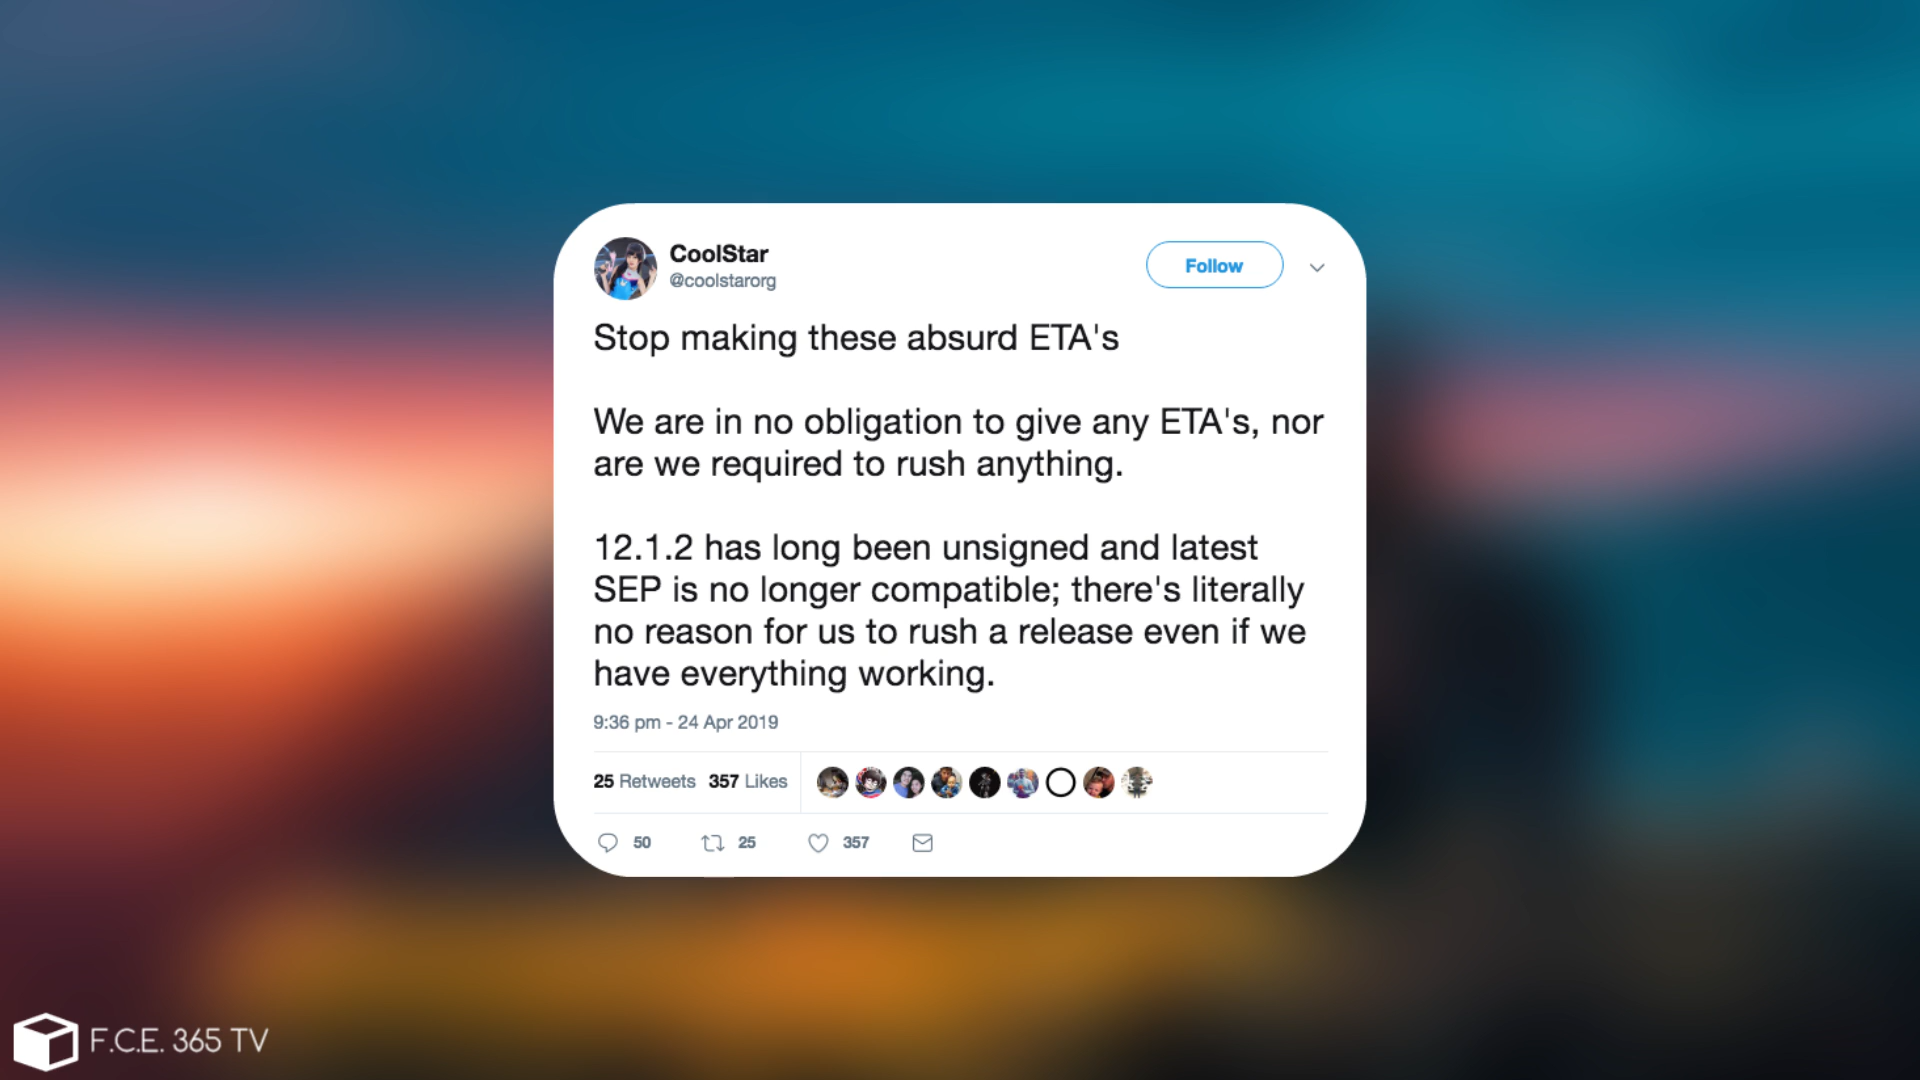 CoolStar
@coolstarorg
Follow
Stop making these absurd ETA's
We are in no obligation to give any ETA's, nor
are we required to rush anything.
12.1.2 has long been unsigned and latest
SEP is no longer compatible; there's literally
no reason for us to rush a release even if we
have everything working.
9:36 pm - 24 Apr 2019
25 Retweets 357 Likes
50 25 357
F.C.E. 365 TV